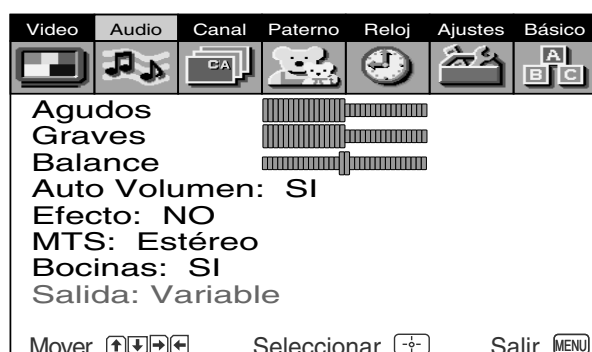 Video Audio Canal Paterno Reloj Ajustes Básico
CA A B C
Agudos
Graves
Balance
Auto Volumen: SI
Efecto: NO
MTS: Estéreo
Bocinas: SI
Salida: Variable
Mover Seleccionar Salir MENU